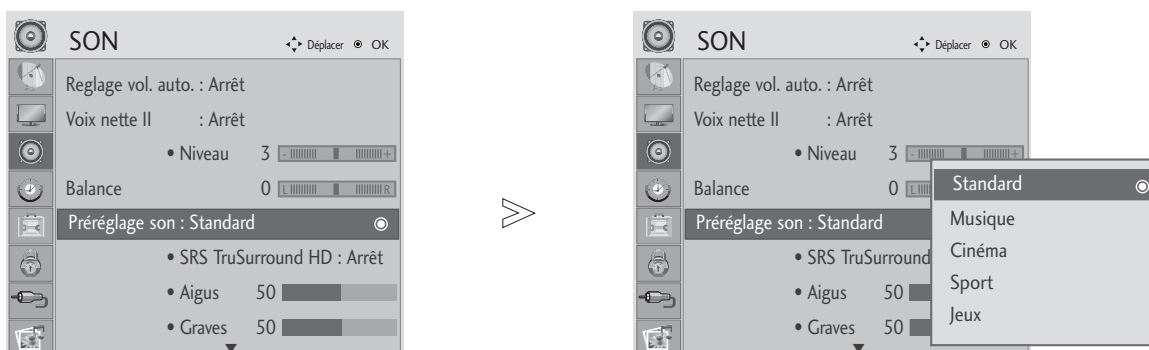 SON
Déplacer OK
Reglage vol. auto. : Arrêt
Voix nette II : Arrêt
• Niveau 3 - +
Balance 0 L R
Préréglage son : Standard
• SRS TruSurround HD : Arrêt
• Aigus 50
• Graves 50
SON
Déplacer OK
Reglage vol. auto. : Arrêt
Voix nette II : Arrêt
• Niveau 3 - +
Balance 0 L
Préréglage son : Standard
• SRS TruSurround
• Aigus 50
• Graves 50
Standard
Musique
Cinéma
Sport
Jeux